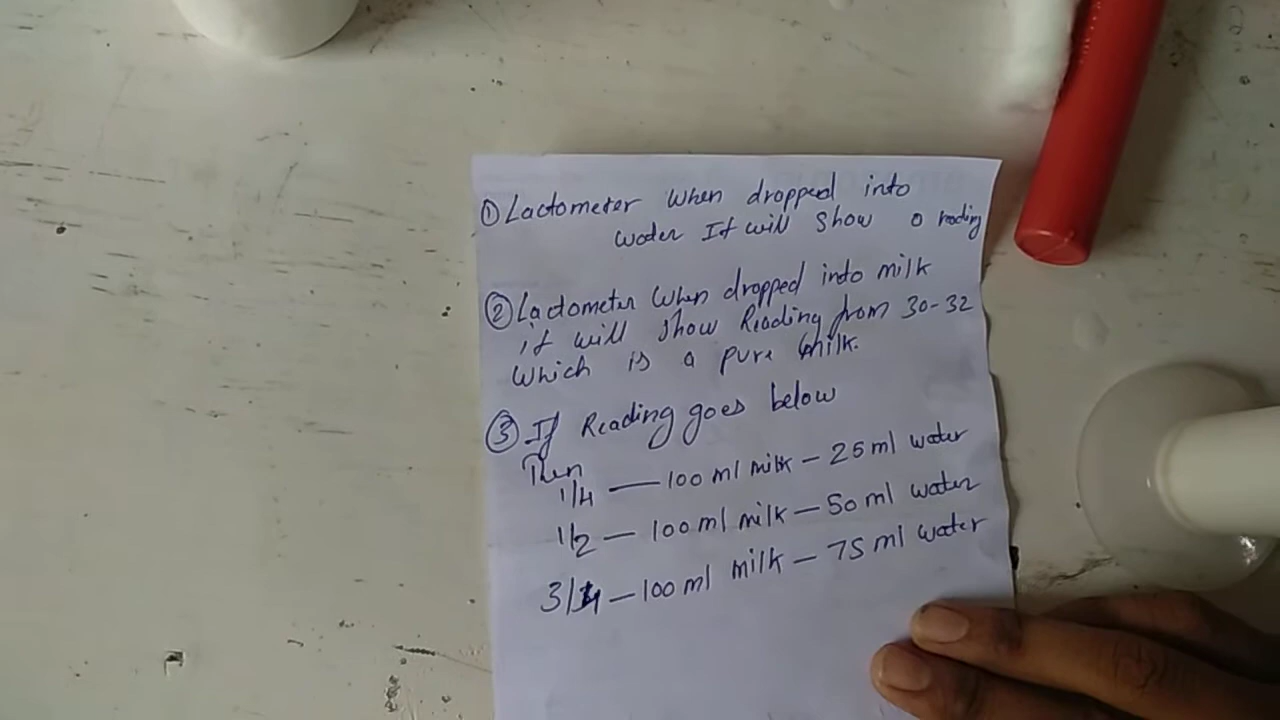 ① Lactometer when dropped into
water It will show 0 reading
② Lactometer when dropped into milk
it will show Reading from 30-32
which is a pure milk.
③ If Reading goes below
Then
1/4 — 100 ml milk – 25 ml water
1/2 — 100 ml milk – 50 ml water
3/4 – 100 ml milk – 75 ml water